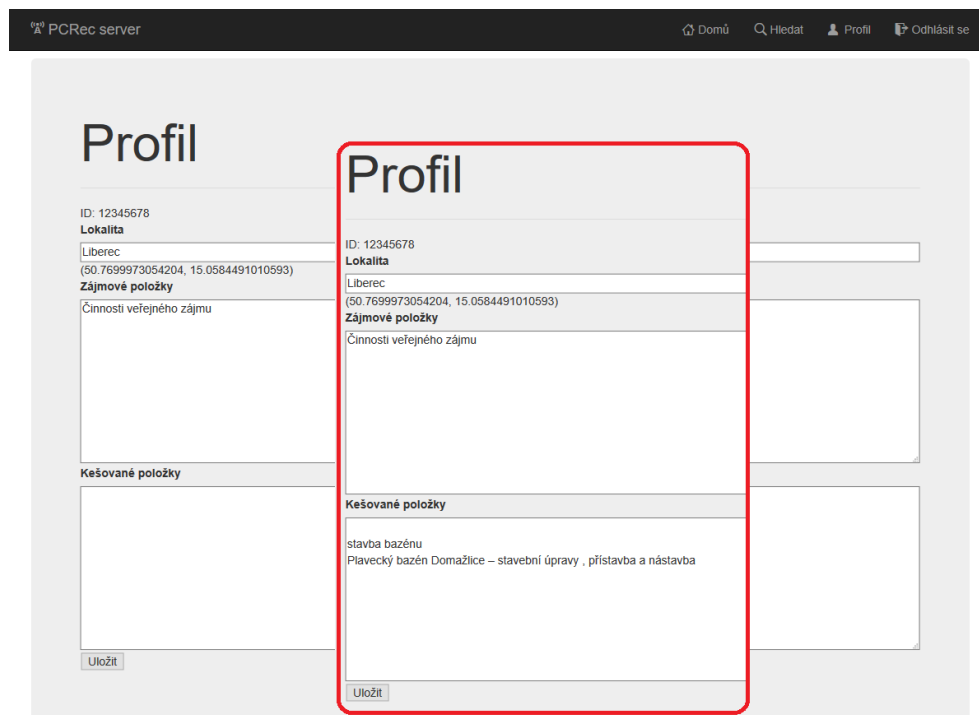 PCRec server
Domů
Hledat
Profil
Odhlásit se
Profil
ID: 12345678
Lokalita
Liberec
(50.7699973054204, 15.0584491010593)
Zájmové položky
Činnosti veřejného zájmu
Kešované položky
Uložit
Profil
ID: 12345678
Lokalita
Liberec
(50.7699973054204, 15.0584491010593)
Zájmové položky
Činnosti veřejného zájmu
Kešované položky
stavba bazénu
Plavecký bazén Domažlice – stavební úpravy , přístavba a nástavba
Uložit